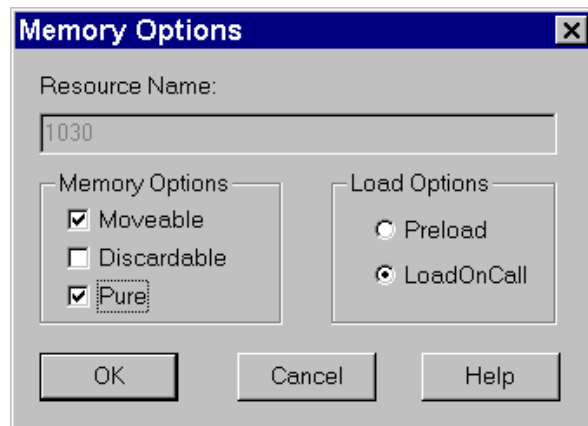 Memory Options
Resource Name:
1030
Memory Options
Moveable
Discardable
Pure
Load Options
Preload
LoadOnCall
OK
Cancel
Help